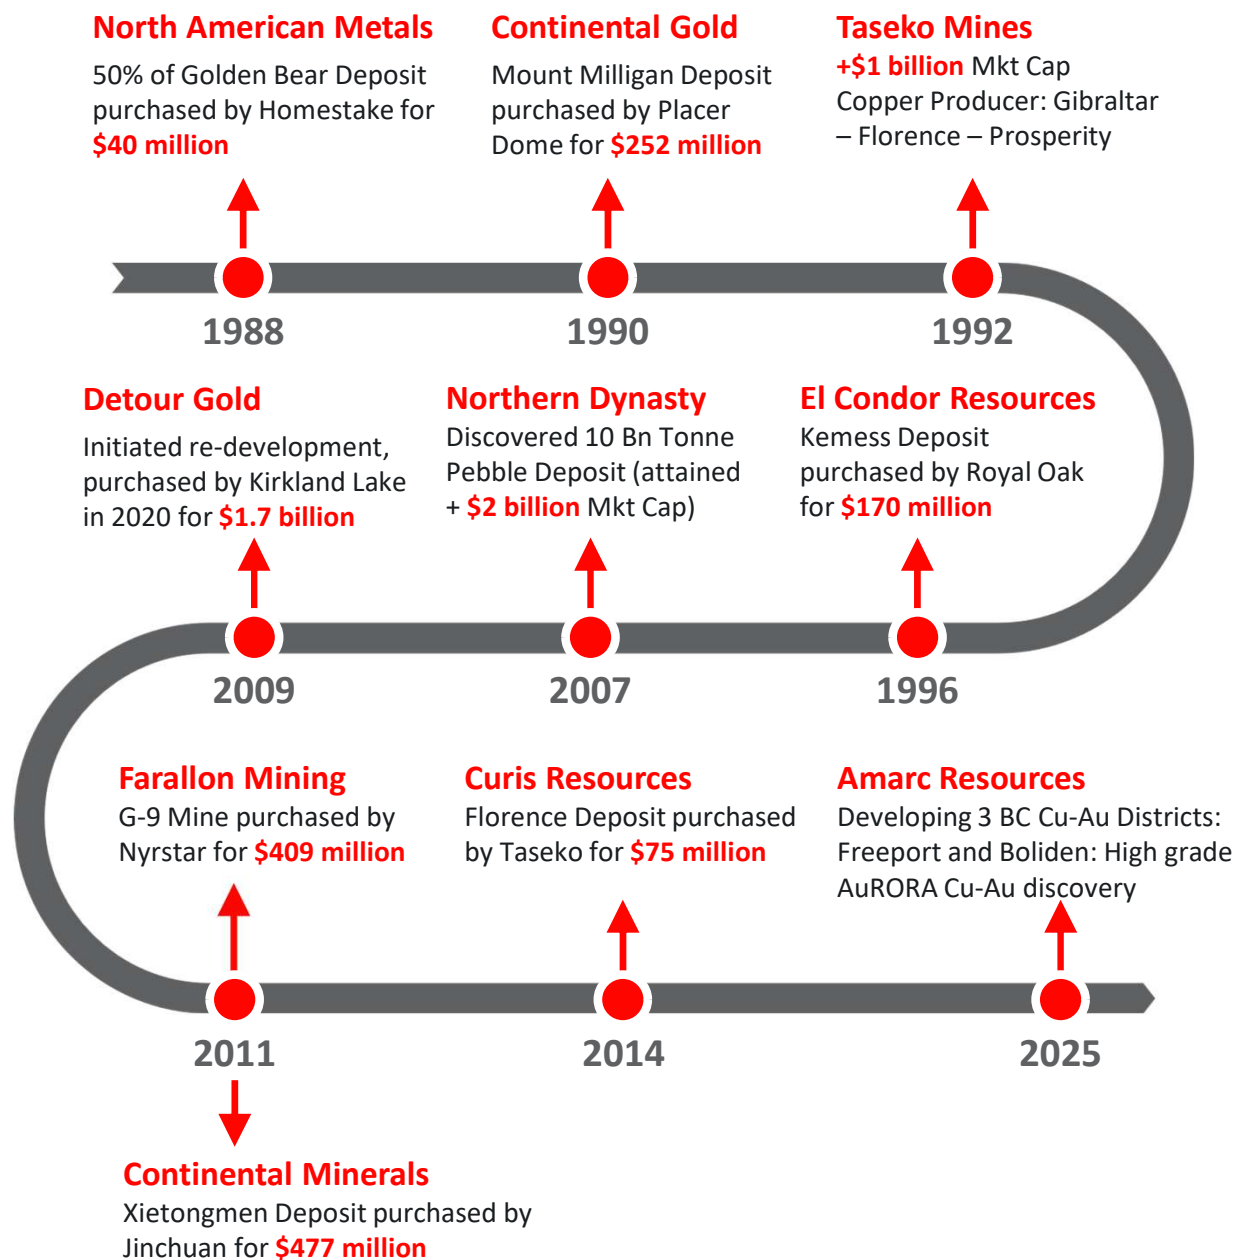 North American Metals
50% of Golden Bear Deposit
purchased by Homestake for
$40 million
Continental Gold
Mount Milligan Deposit
purchased by Placer
Dome for $252 million
Taseko Mines
+$1 billion Mkt Cap
Copper Producer: Gibraltar
– Florence – Prosperity
1988
1990
1992
Detour Gold
Initiated re-development,
purchased by Kirkland Lake
in 2020 for $1.7 billion
Northern Dynasty
Discovered 10 Bn Tonne
Pebble Deposit (attained
+ $2 billion Mkt Cap)
El Condor Resources
Kemess Deposit
purchased by Royal Oak
for $170 million
2009
2007
1996
Farallon Mining
G-9 Mine purchased by
Nyrstar for $409 million
Curis Resources
Florence Deposit purchased
by Taseko for $75 million
Amarc Resources
Developing 3 BC Cu-Au Districts:
Freeport and Boliden: High grade
AuRORA Cu-Au discovery
2011
2014
2025
Continental Minerals
Xietongmen Deposit purchased by
Jinchuan for $477 million